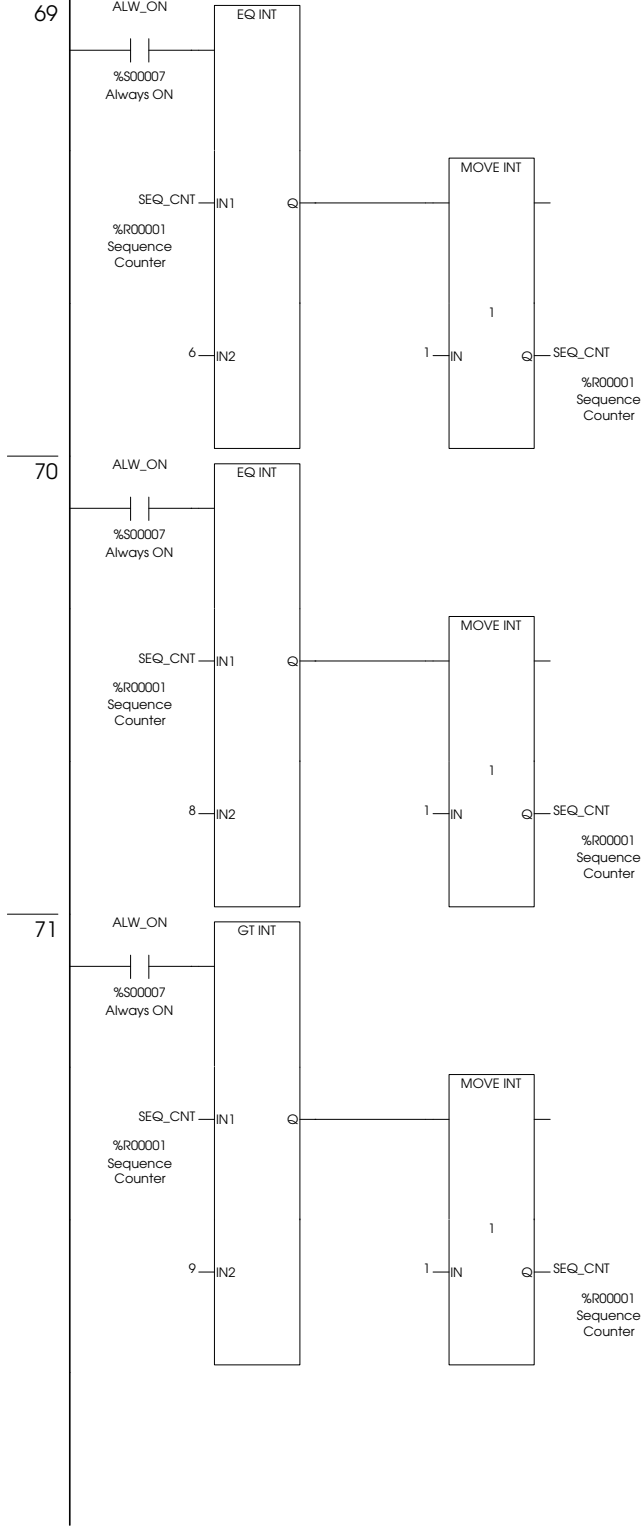 69
ALW_ON
EQ INT
%S00007
Always ON
MOVE INT
SEQ_CNT
IN1
Q
%R00001
Sequence
Counter
1
6
IN2
1
IN
Q
SEQ_CNT
%R00001
Sequence
Counter
70
ALW_ON
EQ INT
%S00007
Always ON
MOVE INT
SEQ_CNT
IN1
Q
%R00001
Sequence
Counter
1
8
IN2
1
IN
Q
SEQ_CNT
%R00001
Sequence
Counter
71
ALW_ON
GT INT
%S00007
Always ON
MOVE INT
SEQ_CNT
IN1
Q
%R00001
Sequence
Counter
1
9
IN2
1
IN
Q
SEQ_CNT
%R00001
Sequence
Counter